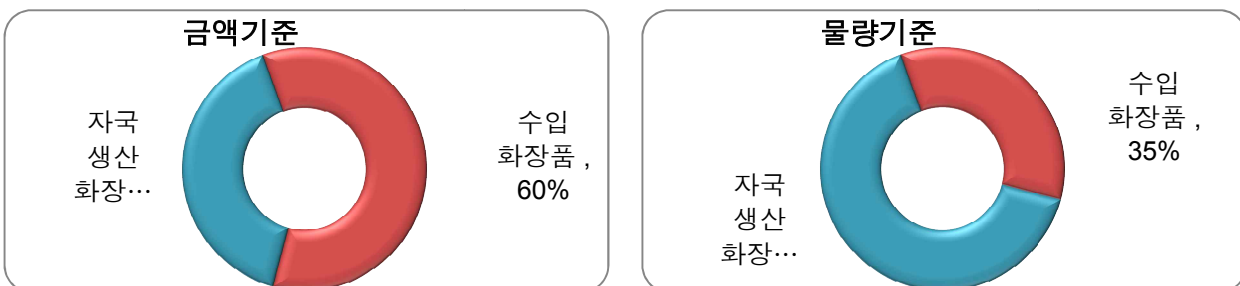 금액기준
자국
생산
화장…
수입
화장품 ,
60%
물량기준
수입
화장품 ,
35%
자국
생산
화장…